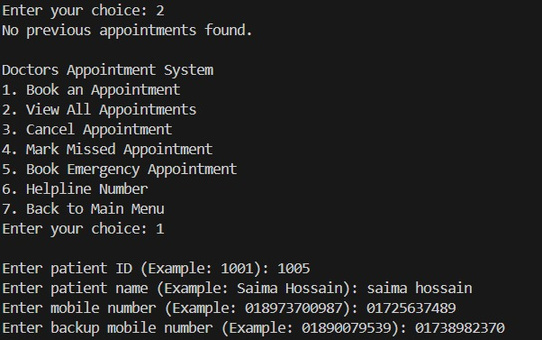 Enter your choice: 2
No previous appointments found.

Doctors Appointment System
1. Book an Appointment
2. View All Appointments
3. Cancel Appointment
4. Mark Missed Appointment
5. Book Emergency Appointment
6. Helpline Number
7. Back to Main Menu
Enter your choice: 1

Enter patient ID (Example: 1001): 1005
Enter patient name (Example: Saima Hossain): saima hossain
Enter mobile number (Example: 018973700987): 01725637489
Enter backup mobile number (Example: 01890079539): 01738982370